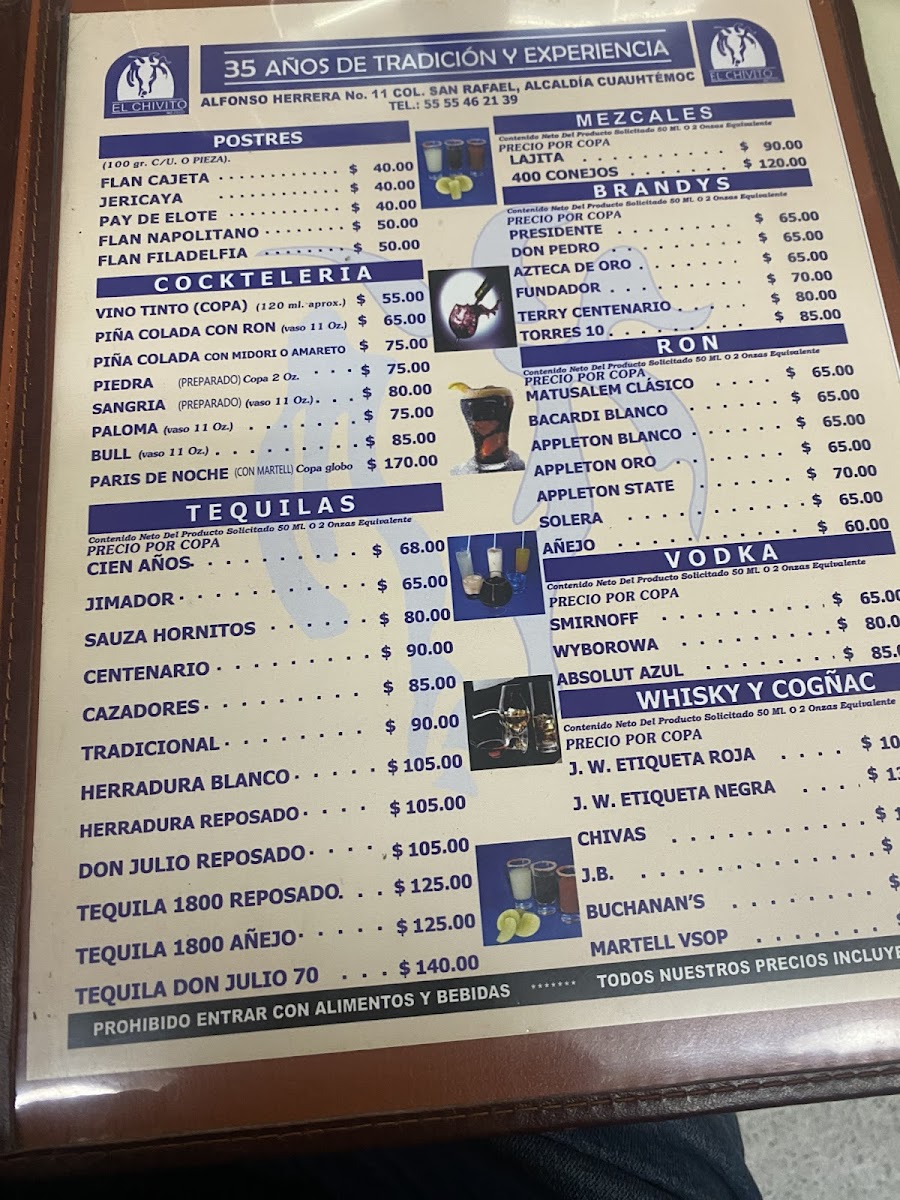 EL CHIVITO
35 AÑOS DE TRADICIÓN Y EXPERIENCIA
EL CHIVITO
ALFONSO HERRERA No. 11 COL. SAN RAFAEL, ALCALDÍA CUAUHTÉMOC
TEL.: 55 55 46 21 39
POSTRES
(100 gr. C/U. O PIEZA).
FLAN CAJETA $ 40.00
JERICAYA $ 40.00
PAY DE ELOTE $ 40.00
FLAN NAPOLITANO $ 50.00
FLAN FILADELFIA $ 50.00
COCKTELERIA
VINO TINTO (COPA) (120 ml. aprox.) $ 55.00
PIÑA COLADA CON RON (vaso 11 Oz.) $ 65.00
PIÑA COLADA CON MIDORI O AMARETO $ 75.00
PIEDRA (PREPARADO) Copa 2 Oz. $ 75.00
SANGRIA (PREPARADO) (vaso 11 Oz.) $ 80.00
PALOMA (vaso 11 Oz.) $ 75.00
BULL (vaso 11 Oz.) $ 85.00
PARIS DE NOCHE (CON MARTELL) Copa globo $ 170.00
TEQUILAS
Contenido Neto Del Producto Solicitado 50 Ml. O 2 Onzas Equivalente
PRECIO POR COPA
CIEN AÑOS $ 68.00
JIMADOR $ 65.00
SAUZA HORNITOS $ 80.00
CENTENARIO $ 90.00
CAZADORES $ 85.00
TRADICIONAL $ 90.00
HERRADURA BLANCO $ 105.00
HERRADURA REPOSADO $ 105.00
DON JULIO REPOSADO $ 105.00
TEQUILA 1800 REPOSADO $ 125.00
TEQUILA 1800 AÑEJO $ 125.00
TEQUILA DON JULIO 70 $ 140.00
MEZCALES
Contenido Neto Del Producto Solicitado 50 Ml. O 2 Onzas Equivalente
PRECIO POR COPA
LAJITA $ 90.00
400 CONEJOS $ 120.00
BRANDYS
Contenido Neto Del Producto Solicitado 50 Ml. O 2 Onzas Equivalente
PRECIO POR COPA
PRESIDENTE $ 65.00
DON PEDRO $ 65.00
AZTECA DE ORO $ 65.00
FUNDADOR $ 70.00
TERRY CENTENARIO $ 80.00
TORRES 10 $ 85.00
RON
Contenido Neto Del Producto Solicitado 50 Ml. O 2 Onzas Equivalente
PRECIO POR COPA
MATUSALEM CLÁSICO $ 65.00
BACARDI BLANCO $ 65.00
APPLETON BLANCO $ 65.00
APPLETON ORO $ 65.00
APPLETON STATE $ 70.00
SOLERA $ 65.00
AÑEJO $ 60.00
VODKA
Contenido Neto Del Producto Solicitado 50 Ml. O 2 Onzas Equivalente
PRECIO POR COPA
SMIRNOFF $ 65.00
WYBOROWA $ 80.0
ABSOLUT AZUL $ 85.
WHISKY Y COGÑAC
Contenido Neto Del Producto Solicitado 50 Ml. O 2 Onzas Equivalente
PRECIO POR COPA
J. W. ETIQUETA ROJA $ 10
J. W. ETIQUETA NEGRA $ 1
CHIVAS $ 1
J.B. $
BUCHANAN'S $
MARTELL VSOP
PROHIBIDO ENTRAR CON ALIMENTOS Y BEBIDAS ******* TODOS NUESTROS PRECIOS INCLUYE